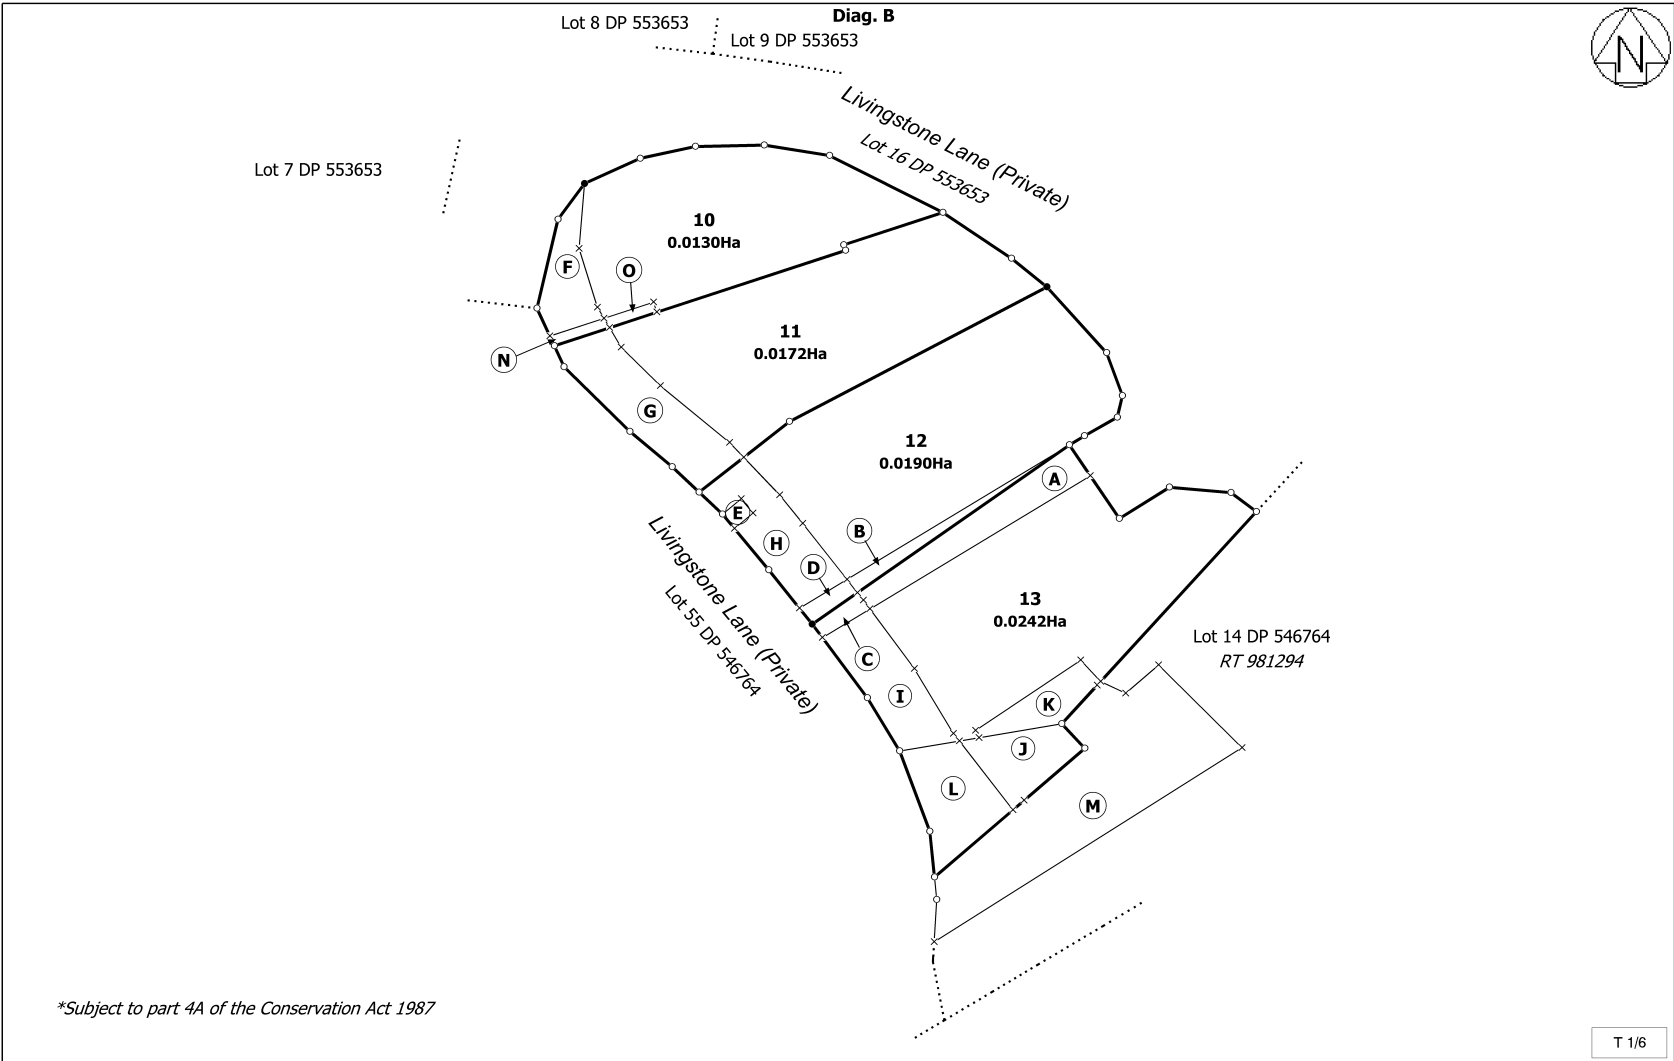 Diag. B
Lot 8 DP 553653
Lot 9 DP 553653
N
Livingstone Lane (Private)
Lot 16 DP 553653
Lot 7 DP 553653
10
0.0130Ha
F
O
11
0.0172Ha
N
G
12
0.0190Ha
A
E
B
H
D
Livingstone Lane (Private)
Lot 55 DP 546764
13
0.0242Ha
Lot 14 DP 546764
RT 981294
C
I
K
J
L
M
*Subject to part 4A of the Conservation Act 1987
T 1/6